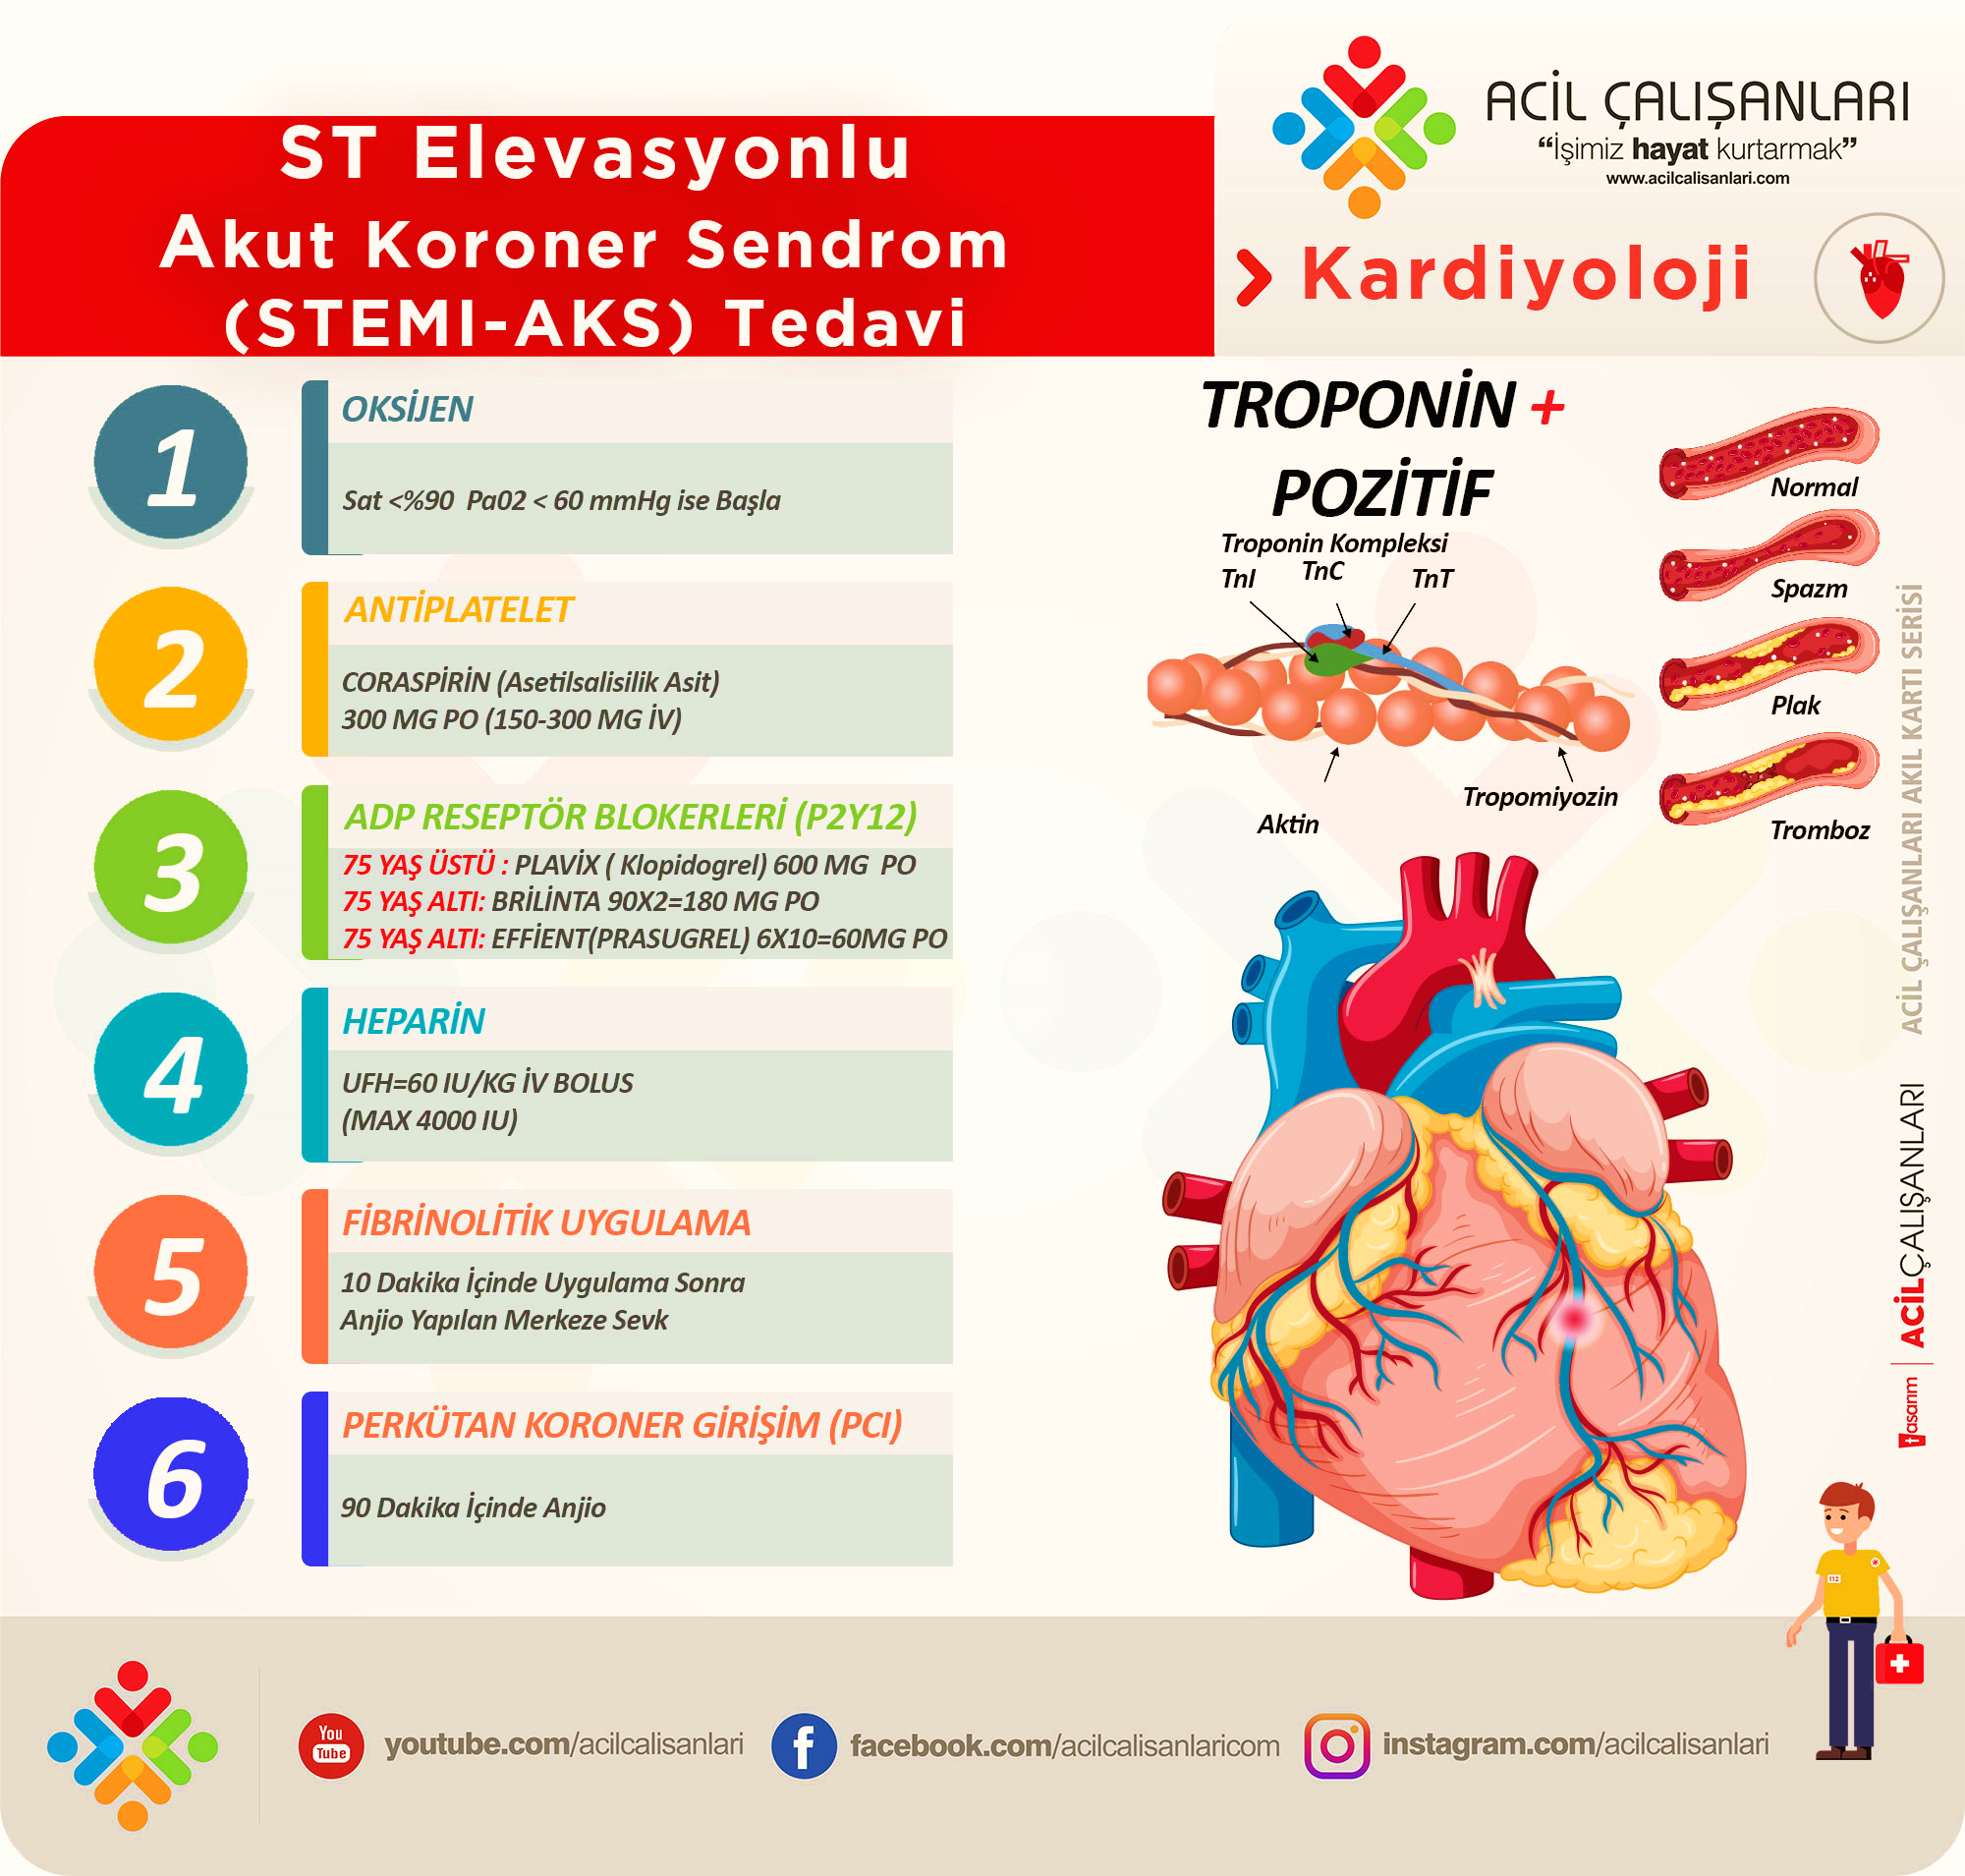 ST Elevasyonlu
Akut Koroner Sendrom
(STEMI-AKS) Tedavi
ACİL ÇALIŞANLARI
“İşimiz hayat kurtarmak”
www.acilcalisanlari.com
Kardiyoloji
1
OKSİJEN
Sat <%90 Pa02 < 60 mmHg ise Başla
2
ANTİPLATELET
CORASPİRİN (Asetilsalisilik Asit)
300 MG PO (150-300 MG İV)
3
ADP RESEPTÖR BLOKERLERİ (P2Y12)
75 YAŞ ÜSTÜ : PLAVİX ( Klopidogrel) 600 MG PO
75 YAŞ ALTI: BRİLİNTA 90X2=180 MG PO
75 YAŞ ALTI: EFFİENT(PRASUGREL) 6X10=60MG PO
4
HEPARİN
UFH=60 IU/KG İV BOLUS
(MAX 4000 IU)
5
FİBRİNOLİTİK UYGULAMA
10 Dakika İçinde Uygulama Sonra
Anjio Yapılan Merkeze Sevk
6
PERKÜTAN KORONER GİRİŞİM (PCI)
90 Dakika İçinde Anjio
TROPONİN +
POZİTİF
Troponin Kompleksi
TnI TnC TnT
Aktin
Tropomiyozin
Normal
Spazm
Plak
Tromboz
ACİL ÇALIŞANLARI AKIL KARTI SERİSİ
tasarım | ACİLÇALIŞANLARI
112
You
Tube
youtube.com/acilcalisanlari
facebook.com/acilcalisanlaricom
instagram.com/acilcalisanlari